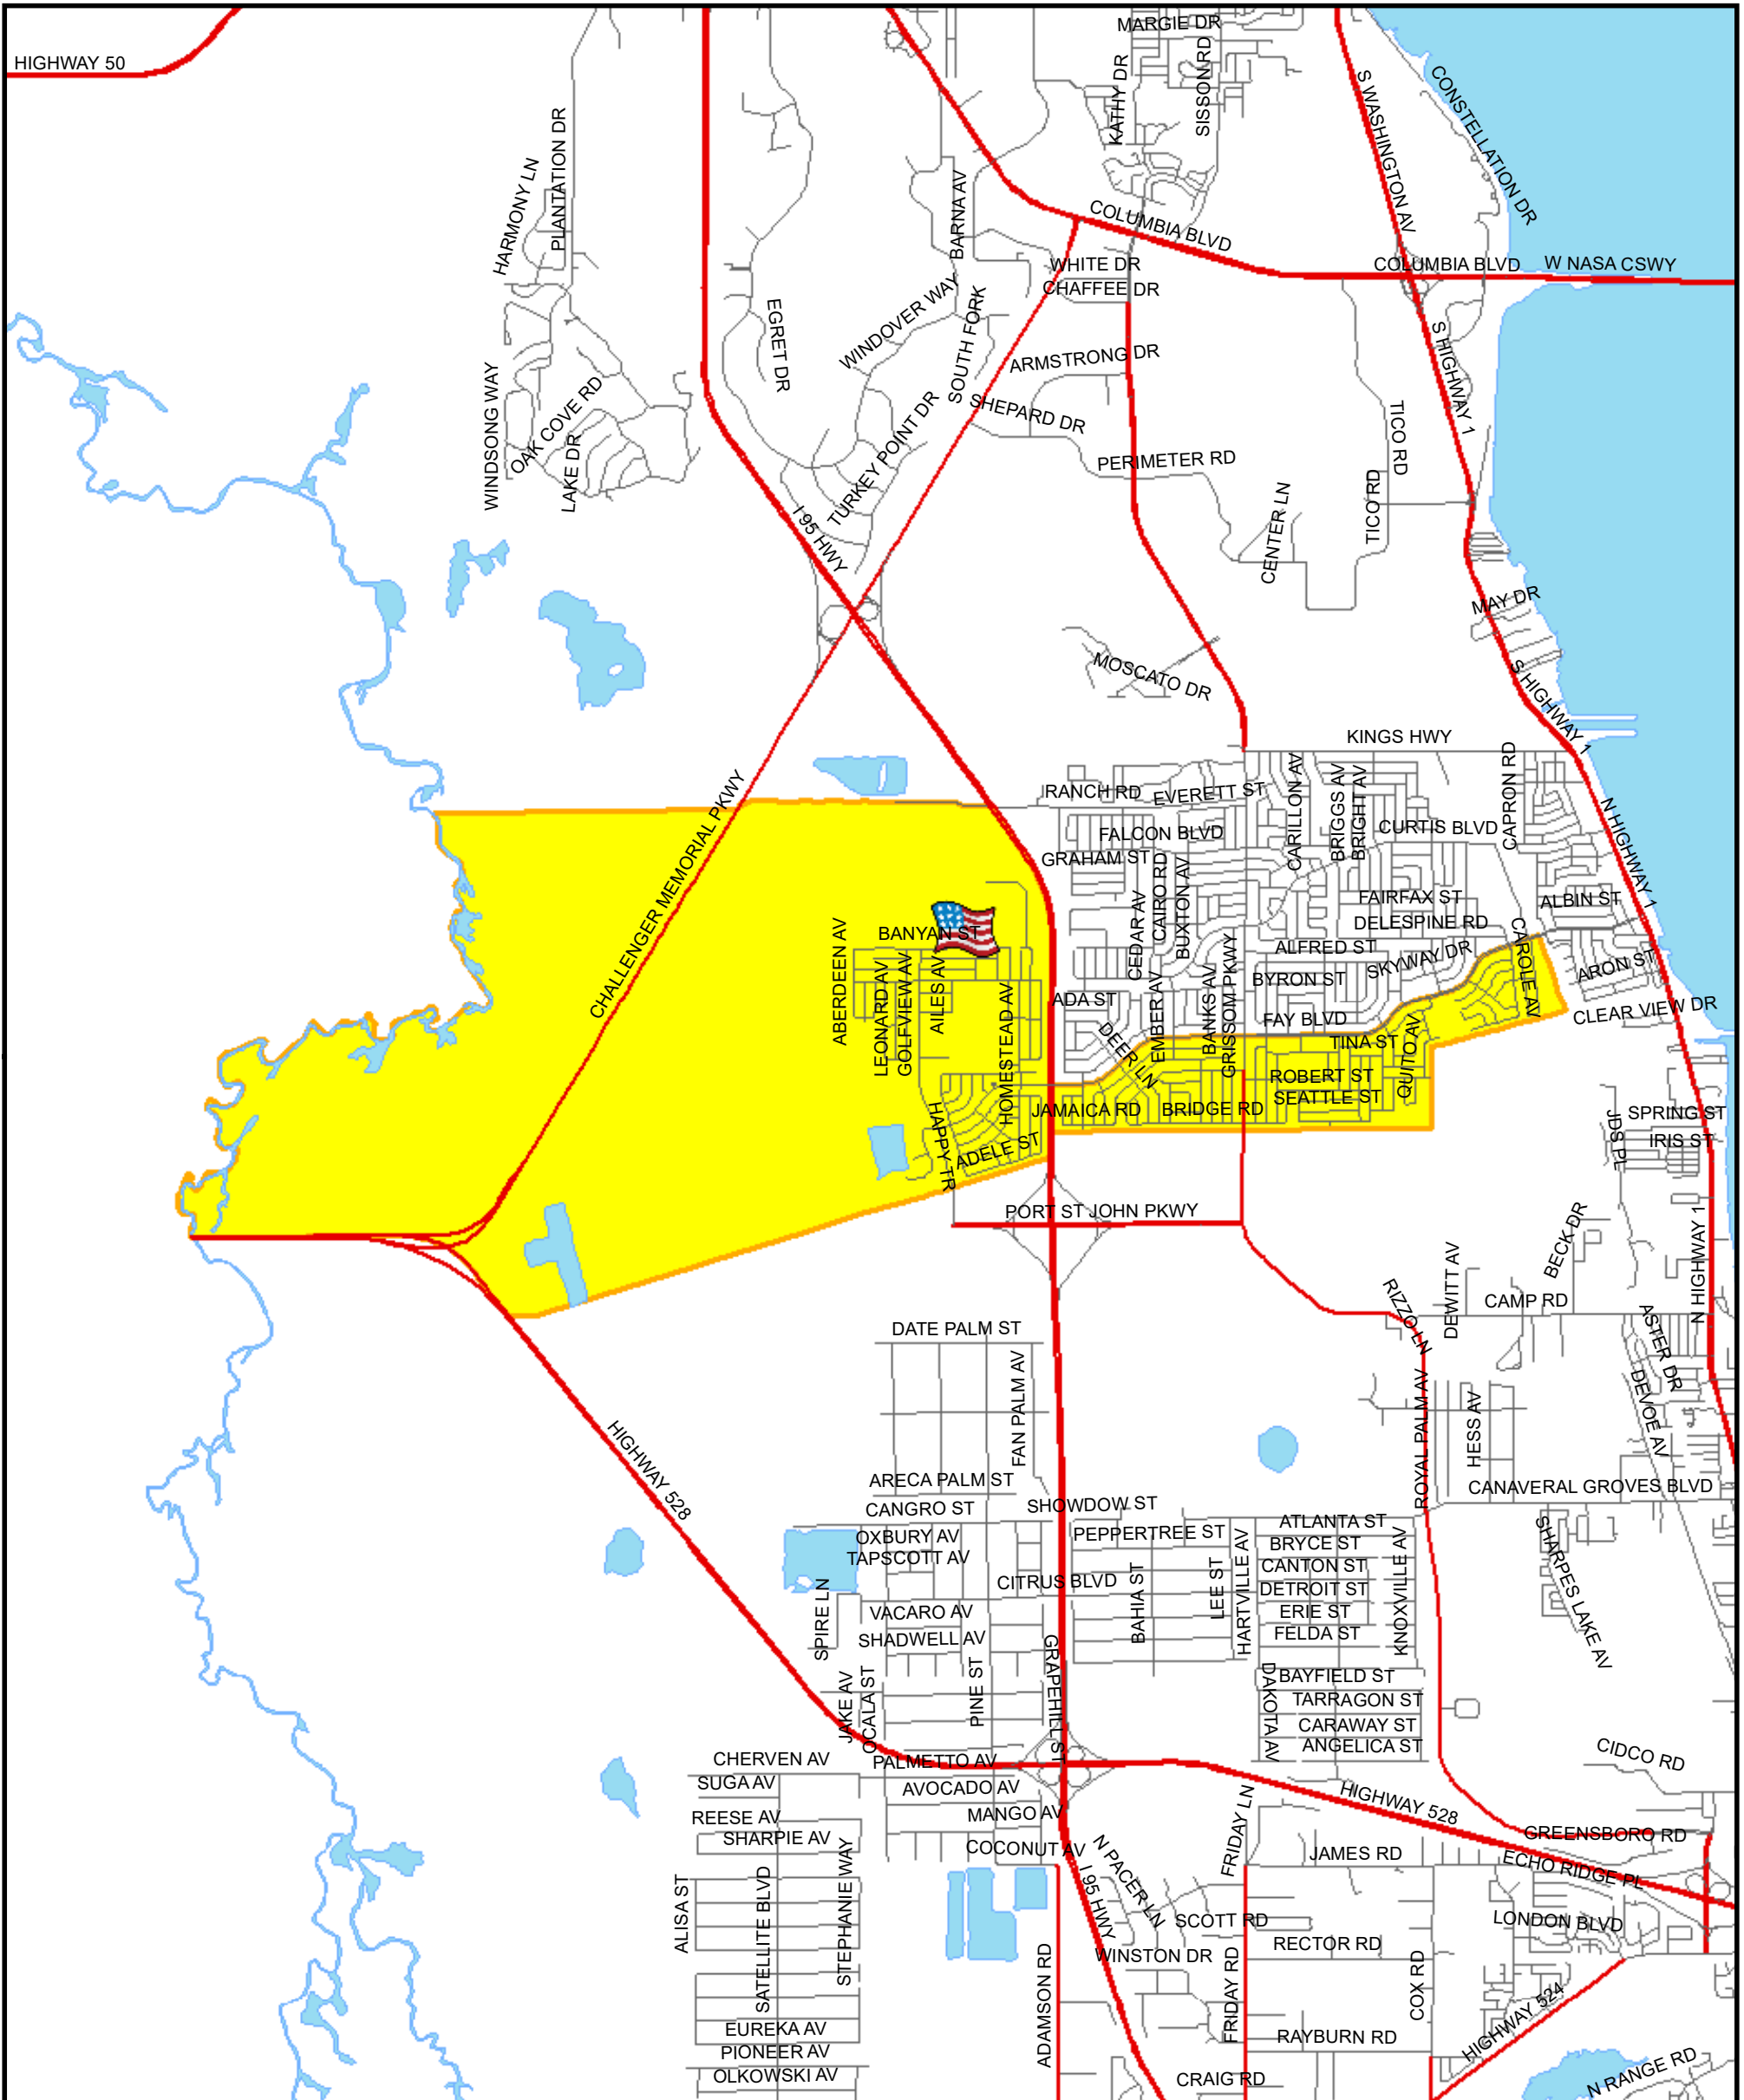 MARGIE DR
HIGHWAY 50
KATHY DR
SISSON RD
S WASHINGTON AV
CONSTELLATION DR
HARMONY LN
PLANTATION DR
BARNA AV
COLUMBIA BLVD
WHITE DR
COLUMBIA BLVD
W NASA CSWY
CHAFFEE DR
EGRET DR
WINDOVER WAY
SOUTH FORK
ARMSTRONG DR
S HIGHWAY 1
WINDSONG WAY
OAK COVE RD
LAKE DR
TURKEY POINT DR
SHEPARD DR
TICO RD
PERIMETER RD
I 95 HWY
CENTER LN
TICO RD
MAY DR
MOSCATO DR
S HIGHWAY 1
KINGS HWY
CHALLENGER MEMORIAL PKWY
RANCH RD
EVERETT ST
CARILLON AV
BRIGGS AV
BRIGHT AV
CAPRON RD
N HIGHWAY 1
FALCON BLVD
CURTIS BLVD
GRAHAM ST
CEDAR AV
CAIRO RD
BUXTON AV
FAIRFAX ST
ALBIN ST
DELESPINE RD
ABERDEEN AV
BANYAN ST
ALFRED ST
SKYWAY DR
CAROLE AV
ARON ST
LEONARD AV
GOLFVIEW AV
AILES AV
HOMESTEAD AV
ADA ST
EMBER AV
BANKS AV
GRISSOM PKWY
BYRON ST
FAY BLVD
CLEAR VIEW DR
DEER LN
TINA ST
QUITO AV
ROBERT ST
SEATTLE ST
HAPPY TR
JAMAICA RD
BRIDGE RD
JDS PL
SPRING ST
IRIS ST
ADELE ST
PORT ST JOHN PKWY
BECK DR
N HIGHWAY 1
DEWITT AV
CAMP RD
RIZZO LN
ASTER DR
DATE PALM ST
FAN PALM AV
ROYAL PALM AV
HESS AV
DEVOE AV
HIGHWAY 528
ARECA PALM ST
CANAVERAL GROVES BLVD
CANGRO ST
SHOWDOW ST
ATLANTA ST
OXBURY AV
PEPPERTREE ST
BRYCE ST
TAPSCOTT AV
CANTON ST
CITRUS BLVD
DETROIT ST
SPIRE LN
VACARO AV
BAHIA ST
LEE ST
HARTVILLE AV
ERIE ST
KNOXVILLE AV
SHARPES LAKE AV
SHADWELL AV
FELDA ST
JAKE AV
OCALA ST
PINE ST
GRAPEHILL ST
DAKOTA AV
BAYFIELD ST
TARRAGON ST
CARAWAY ST
ANGELICA ST
CIDCO RD
CHERVEN AV
PALMETTO AV
SUGA AV
AVOCADO AV
HIGHWAY 528
REESE AV
MANGO AV
SHARPIE AV
COCONUT AV
N PACER LN
FRIDAY LN
JAMES RD
GREENSBORO RD
ECHO RIDGE PL
ALISA ST
SATELLITE BLVD
STEPHANIE WAY
I 95 HWY
SCOTT RD
LONDON BLVD
RECTOR RD
WINSTON DR
ADAMSON RD
FRIDAY RD
COX RD
HIGHWAY 524
EUREKA AV
RAYBURN RD
PIONEER AV
OLKOWSKI AV
CRAIG RD
N RANGE RD